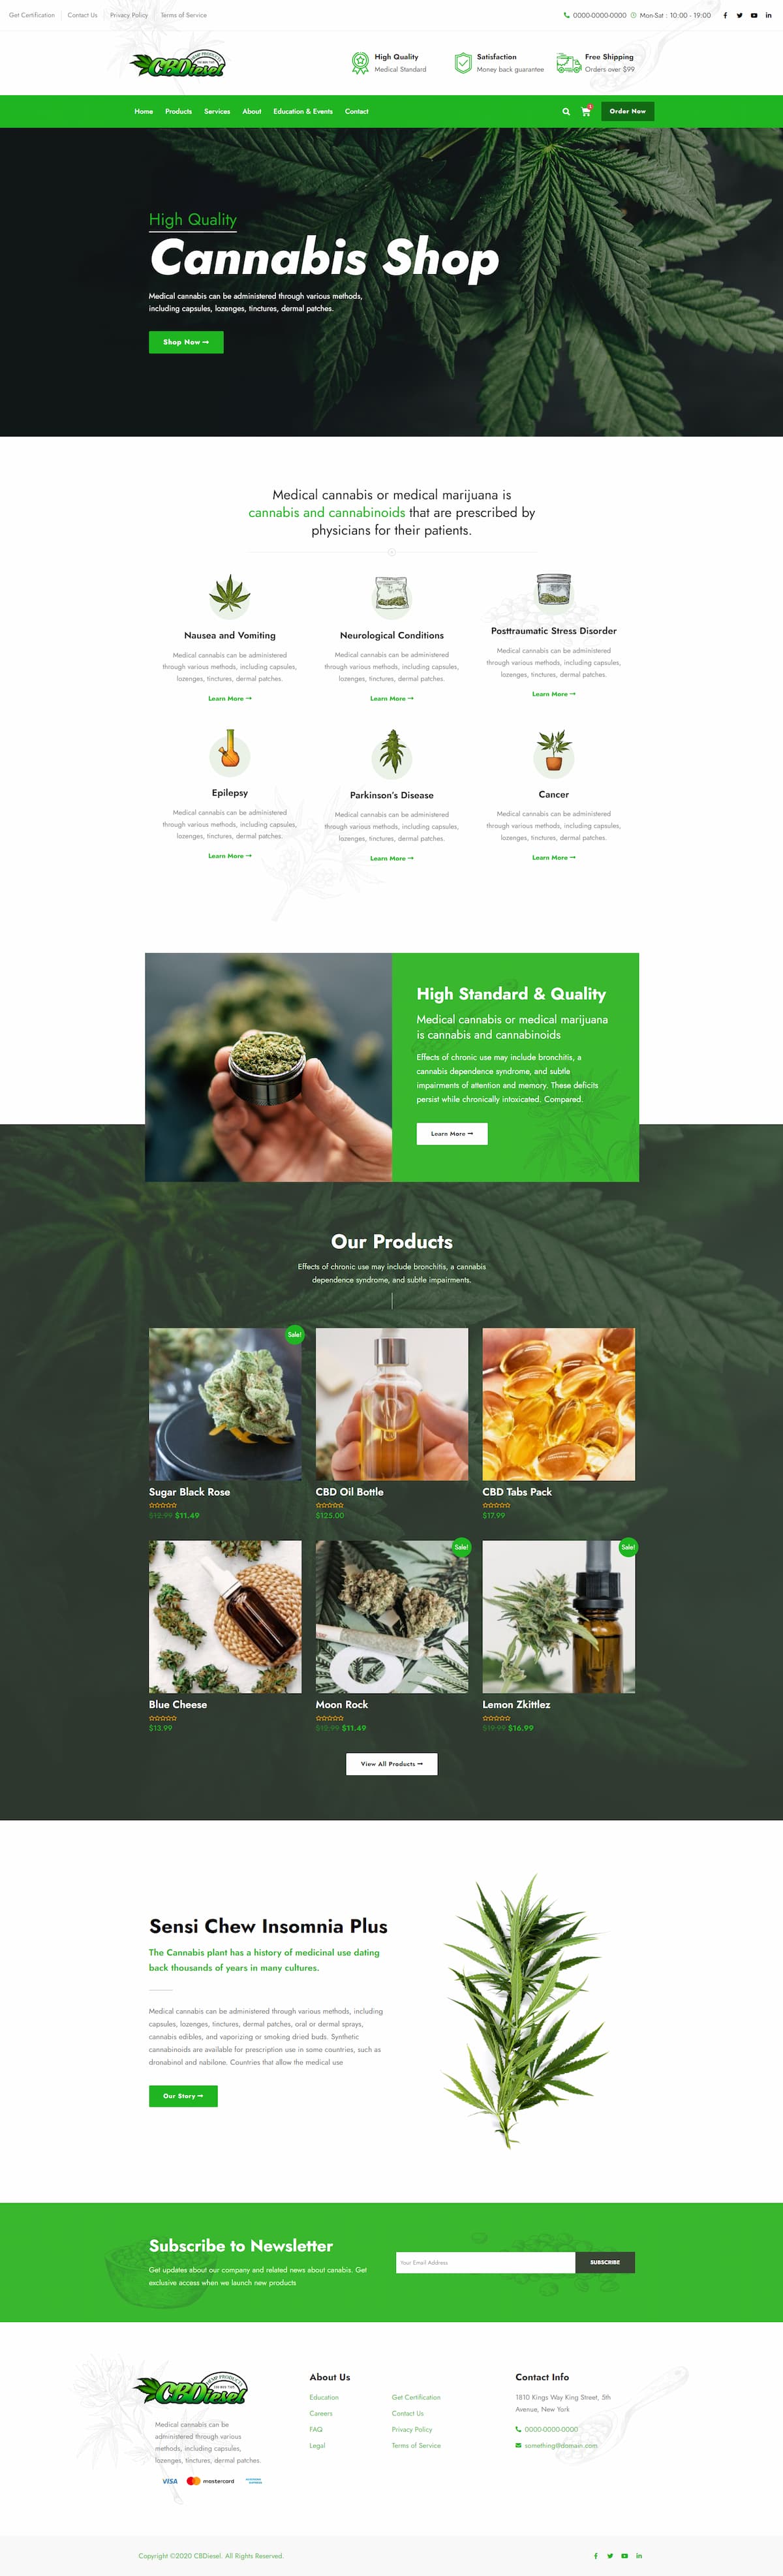 Get Certification
Contact Us
Privacy Policy
Terms of Service
0000-0000-0000
Mon-Sat : 10:00 - 19:00
HEMP PRODUCTS
CBDiesel
High Quality
Medical Standard
Satisfaction
Money back guarantee
Free Shipping
Orders over $99
Home
Products
Services
About
Education & Events
Contact
Order Now
High Quality
Cannabis Shop
Medical cannabis can be administered through various methods,
including capsules, lozenges, tinctures, dermal patches.
Shop Now
Medical cannabis or medical marijuana is
cannabis and cannabinoids that are prescribed by
physicians for their patients.
Nausea and Vomiting
Medical cannabis can be administered
through various methods, including capsules,
lozenges, tinctures, dermal patches.
Learn More
Neurological Conditions
Medical cannabis can be administered
through various methods, including capsules,
lozenges, tinctures, dermal patches.
Learn More
Posttraumatic Stress Disorder
Medical cannabis can be administered
through various methods, including capsules,
lozenges, tinctures, dermal patches.
Learn More
Epilepsy
Medical cannabis can be administered
through various methods, including capsules,
lozenges, tinctures, dermal patches.
Learn More
Parkinson's Disease
Medical cannabis can be administered
through various methods, including capsules,
lozenges, tinctures, dermal patches.
Learn More
Cancer
Medical cannabis can be administered
through various methods, including capsules,
lozenges, tinctures, dermal patches.
Learn More
High Standard & Quality
Medical cannabis or medical marijuana
is cannabis and cannabinoids
Effects of chronic use may include bronchitis, a
cannabis dependence syndrome, and subtle
impairments of attention and memory. These deficits
persist while chronically intoxicated. Compared.
Learn More
Our Products
Effects of chronic use may include bronchitis, a cannabis
dependence syndrome, and subtle impairments.
Sale!
Sugar Black Rose
$12.99 $11.49
CBD Oil Bottle
$125.00
CBD Tabs Pack
$17.99
Blue Cheese
$13.99
Sale!
Moon Rock
$12.99 $11.49
Sale!
Lemon Zkittlez
$19.99 $16.99
View All Products
Sensi Chew Insomnia Plus
The Cannabis plant has a history of medicinal use dating
back thousands of years in many cultures.
Medical cannabis can be administered through various methods, including
capsules, lozenges, tinctures, dermal patches, oral or dermal sprays,
cannabis edibles, and vaporizing or smoking dried buds. Synthetic
cannabinoids are available for prescription use in some countries, such as
dronabinol and nabilone. Countries that allow the medical use
Our Story
Subscribe to Newsletter
Get updates about our company and related news about canabis. Get
exclusive access when we launch new products
Your Email Address
SUBSCRIBE
HEMP PRODUCTS
CBDiesel
Medical cannabis can be
administered through various
methods, including capsules,
lozenges, tinctures, dermal patches.
VISA
mastercard
About Us
Education
Careers
FAQ
Legal
Get Certification
Contact Us
Privacy Policy
Terms of Service
Contact Info
1810 Kings Way King Street, 5th
Avenue, New York
0000-0000-0000
something@domain.com
Copyright ©2020 CBDiesel. All Rights Reserved.